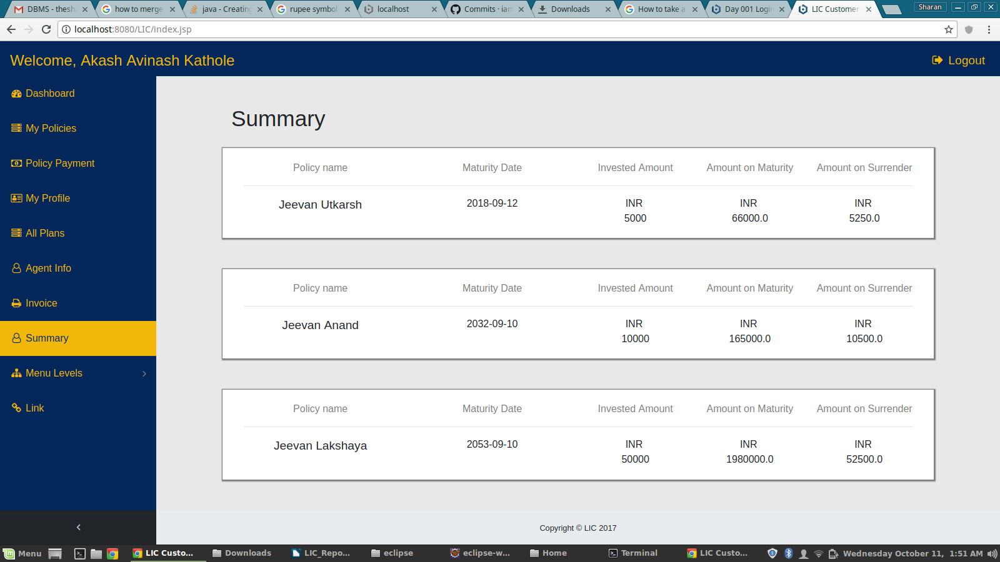 DBMS - thesh
how to merge
java - Creating
rupee symbol
localhost
Commits · iam
Downloads
How to take a
Day 001 Login
LIC Customer
Sharan
localhost:8080/LIC/index.jsp
Welcome, Akash Avinash Kathole
Logout
Dashboard
My Policies
Policy Payment
My Profile
All Plans
Agent Info
Invoice
Summary
Menu Levels
Link
Summary
Policy name Maturity Date Invested Amount Amount on Maturity Amount on Surrender
Jeevan Utkarsh 2018-09-12 INR INR INR
5000 66000.0 5250.0
Policy name Maturity Date Invested Amount Amount on Maturity Amount on Surrender
Jeevan Anand 2032-09-10 INR INR INR
10000 165000.0 10500.0
Policy name Maturity Date Invested Amount Amount on Maturity Amount on Surrender
Jeevan Lakshaya 2053-09-10 INR INR INR
50000 1980000.0 52500.0
Copyright © LIC 2017
Menu
LIC Custo...
Downloads
LIC_Repo...
eclipse
eclipse-w...
Home
Terminal
LIC Custo...
Wednesday October 11, 1:51 AM